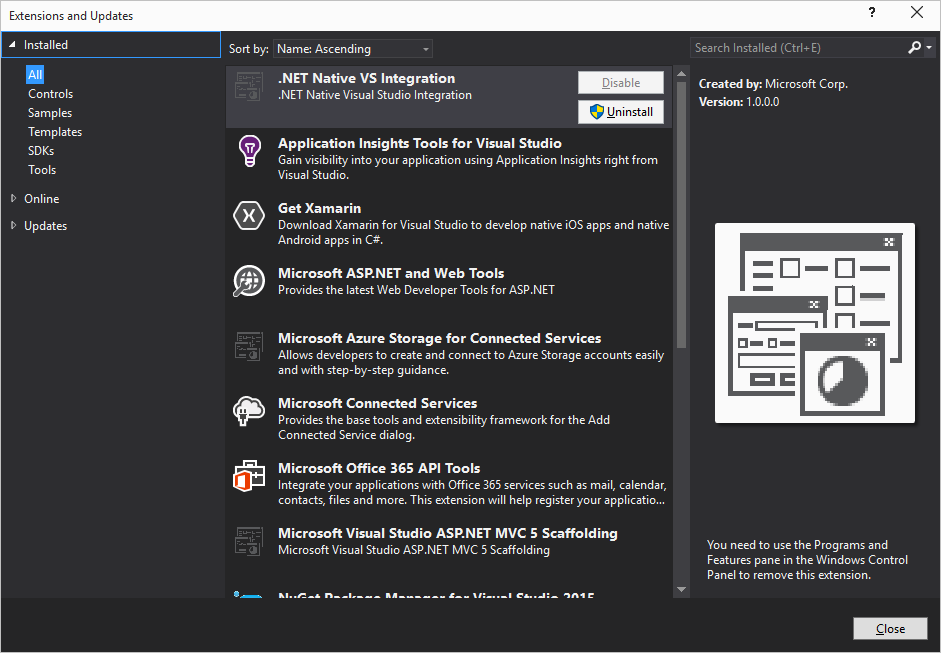 Extensions and Updates
?
Installed
All
Controls
Samples
Templates
SDKs
Tools
Online
Updates
Sort by: Name: Ascending
.NET Native VS Integration
.NET Native Visual Studio Integration
Disable
Uninstall
Application Insights Tools for Visual Studio
Gain visibility into your application using Application Insights right from
Visual Studio.
Get Xamarin
Download Xamarin for Visual Studio to develop native iOS apps and native
Android apps in C#.
Microsoft ASP.NET and Web Tools
Provides the latest Web Developer Tools for ASP.NET
Microsoft Azure Storage for Connected Services
Allows developers to create and connect to Azure Storage accounts easily
and with step-by-step guidance.
Microsoft Connected Services
Provides the base tools and extensibility framework for the Add
Connected Service dialog.
Microsoft Office 365 API Tools
Integrate your applications with Office 365 services such as mail, calendar,
contacts, files and more. This extension will help register your applicatio...
Microsoft Visual Studio ASP.NET MVC 5 Scaffolding
Microsoft Visual Studio ASP.NET MVC 5 Scaffolding
NuGet Package Manager for Visual Studio 2015
Search Installed (Ctrl+E)
Created by: Microsoft Corp.
Version: 1.0.0.0
You need to use the Programs and
Features pane in the Windows Control
Panel to remove this extension.
Close